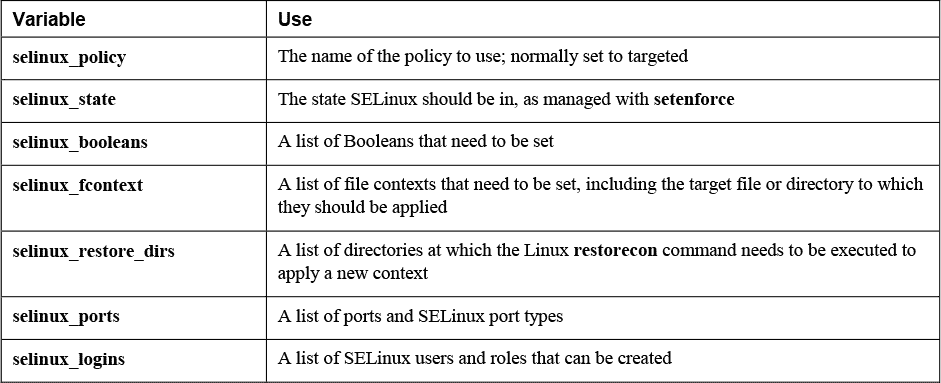 Variable Use
selinux_policy The name of the policy to use; normally set to targeted
selinux_state The state SELinux should be in, as managed with setenforce
selinux_booleans A list of Booleans that need to be set
selinux_fcontext A list of file contexts that need to be set, including the target file or directory to which
they should be applied
selinux_restore_dirs A list of directories at which the Linux restorecon command needs to be executed to
apply a new context
selinux_ports A list of ports and SELinux port types
selinux_logins A list of SELinux users and roles that can be created